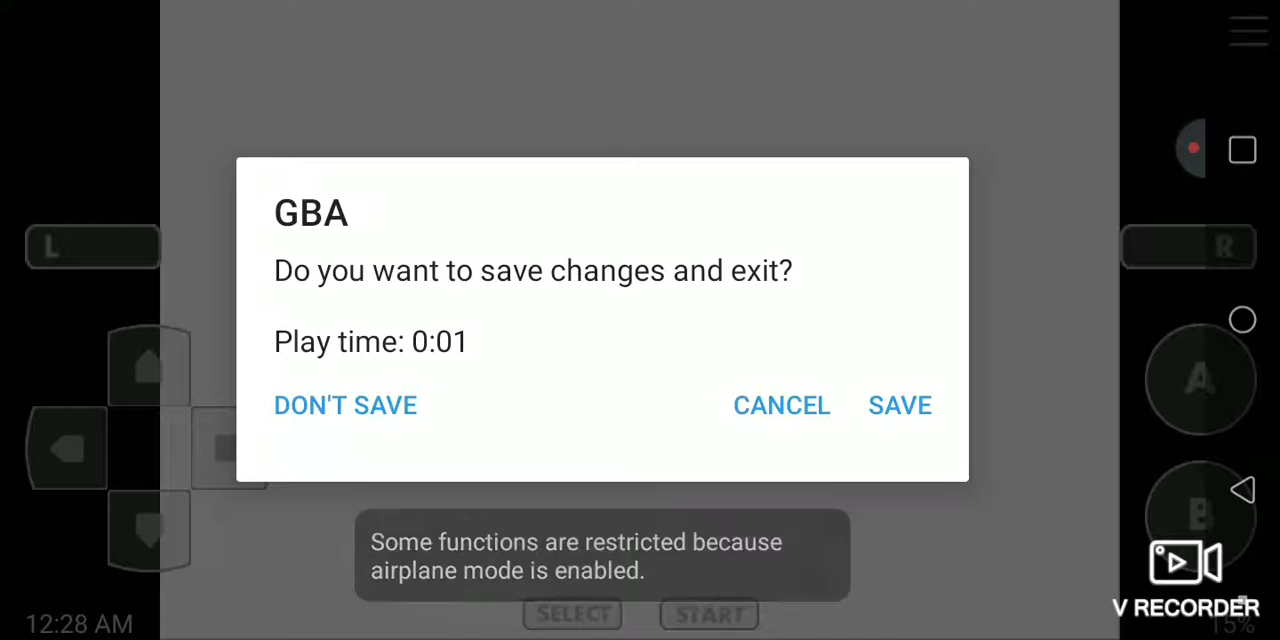 GBA
Do you want to save changes and exit?
Play time: 0:01
DON'T SAVE
CANCEL
SAVE
L
R
A
B
Some functions are restricted because
airplane mode is enabled.
SELECT
START
V RECORDER
12:28 AM
15%